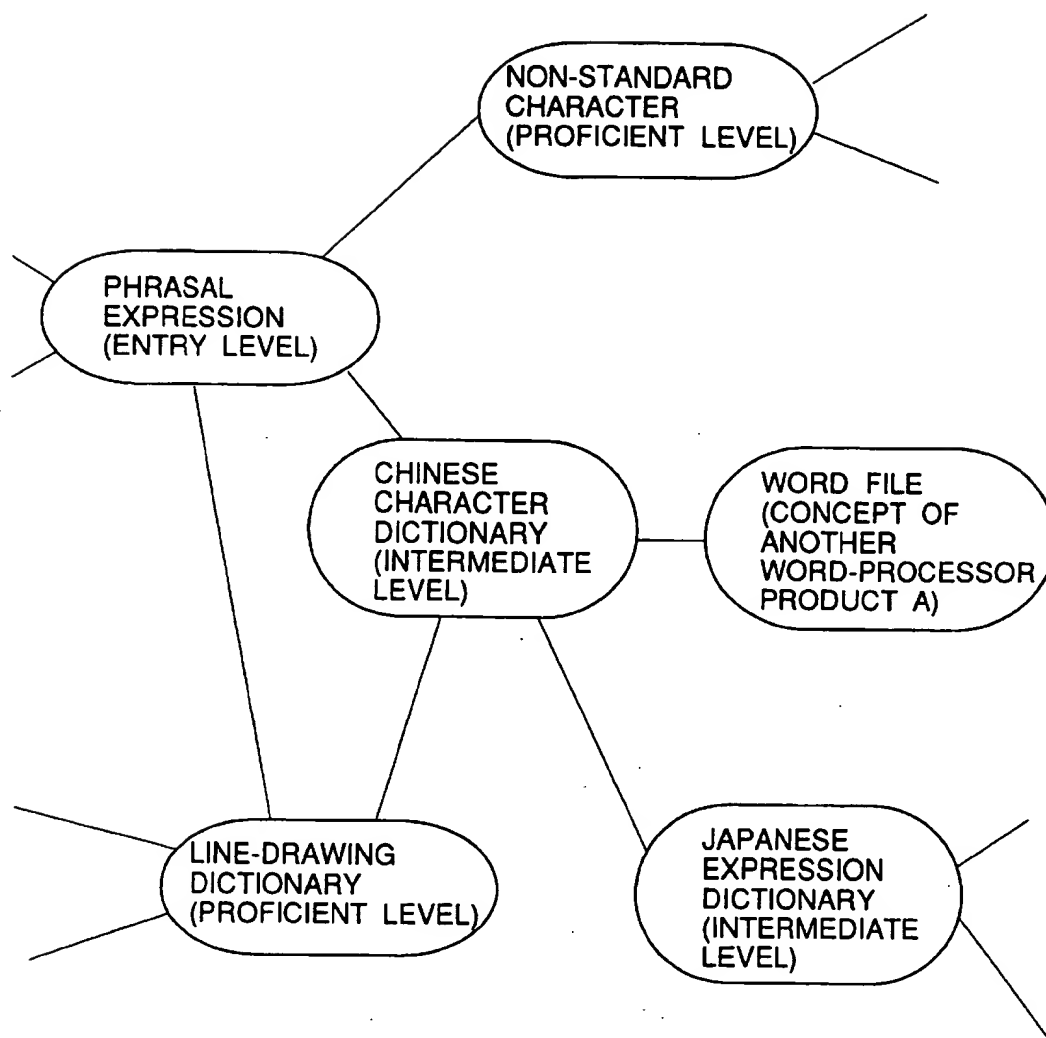 NON-STANDARD
CHARACTER
(PROFICIENT LEVEL)
PHRASAL
EXPRESSION
(ENTRY LEVEL)
CHINESE
CHARACTER
DICTIONARY
(INTERMEDIATE
LEVEL)
WORD FILE
(CONCEPT OF
ANOTHER
WORD-PROCESSOR
PRODUCT A)
LINE-DRAWING
DICTIONARY
(PROFICIENT LEVEL)
JAPANESE
EXPRESSION
DICTIONARY
(INTERMEDIATE
LEVEL)